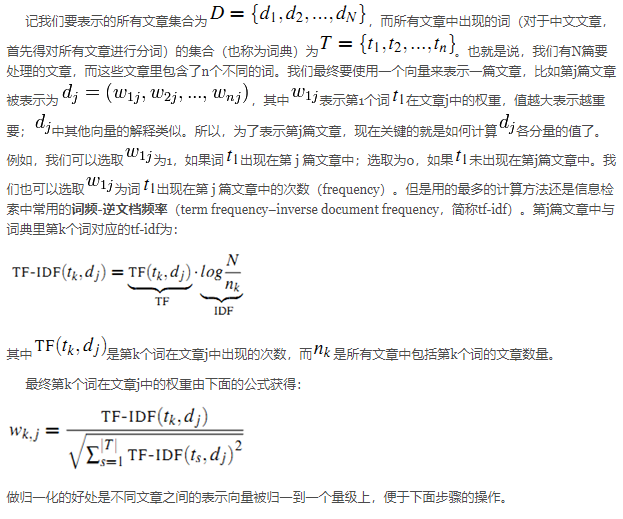 记我们要表示的所有文章集合为 D = {d₁, d₂, ..., d_N}，而所有文章中出现的词（对于中文文章，
首先得对所有文章进行分词）的集合（也称为词典）为 T = {t₁, t₂, ..., t_n}。也就是说，我们有N篇要
处理的文章，而这些文章里包含了n个不同的词。我们最终要使用一个向量来表示一篇文章，比如第j篇文章
被表示为 d_j = (w_{1j}, w_{2j}, ..., w_{nj})，其中 w_{1j} 表示第1个词 t₁ 在文章j中的权重，值越大表示越重
要； d_j 中其他向量的解释类似。所以，为了表示第j篇文章，现在关键的就是如何计算 d_j 各分量的值了。
例如，我们可以选取 w_{1j} 为1，如果词 t₁ 出现在第 j 篇文章中；选取为0，如果 t₁ 未出现在第j篇文章中。我
们也可以选取 w_{1j} 为词 t₁ 出现在第 j 篇文章中的次数（frequency）。但是用的最多的计算方法还是信息检
索中常用的词频-逆文档频率（term frequency–inverse document frequency，简称tf-idf）。第j篇文章中与
词典里第k个词对应的tf-idf为：
TF-IDF(t_k, d_j) = TF(t_k, d_j) · log N/n_k
TF IDF
其中 TF(t_k, d_j) 是第k个词在文章j中出现的次数，而 n_k 是所有文章中包括第k个词的文章数量。
最终第k个词在文章j中的权重由下面的公式获得：
w_{k,j} = TF-IDF(t_k, d_j) / √(∑_{s=1}^{|T|} TF-IDF(t_s, d_j)²)
做归一化的好处是不同文章之间的表示向量被归一到一个量级上，便于下面步骤的操作。